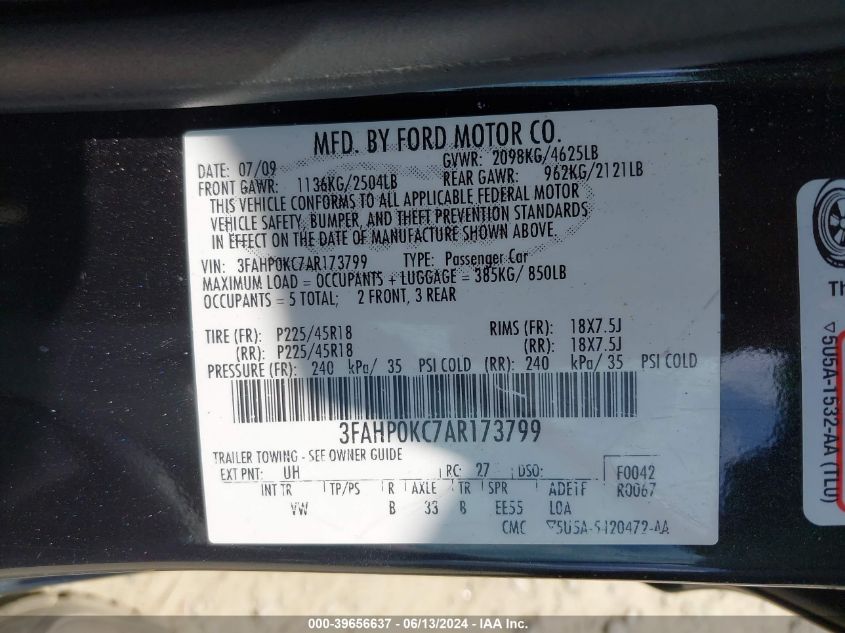 MFD. BY FORD MOTOR CO.
DATE: 07/09 GVWR: 2098KG/4625LB
FRONT GAWR: 1136KG/2504LB REAR GAWR: 962KG/2121LB
THIS VEHICLE CONFORMS TO ALL APPLICABLE FEDERAL MOTOR
VEHICLE SAFETY, BUMPER, AND THEFT PREVENTION STANDARDS
IN EFFECT ON THE DATE OF MANUFACTURE SHOWN ABOVE.
VIN: 3FAHP0KC7AR173799 TYPE: Passenger Car
MAXIMUM LOAD = OCCUPANTS + LUGGAGE = 385KG/ 850LB
OCCUPANTS = 5 TOTAL; 2 FRONT, 3 REAR
TIRE (FR): P225/45R18 RIMS (FR): 18X7.5J
(RR): P225/45R18 (RR): 18X7.5J
PRESSURE (FR): 240 kPa/ 35 PSI COLD (RR): 240 kPa/ 35 PSI COLD
3FAHP0KC7AR173799
TRAILER TOWING - SEE OWNER GUIDE
EXT PNT: UH RC: 27 DSO: F0042
INT TR TP/PS R AXLE TR SPR ADETF R0067
VW B 33 B EE55 LOA
CMC ▽5U5A-5420472-AA
Th
▽5U5A-1532-AA (TLU)
000-39656637 - 06/13/2024 - IAA Inc.